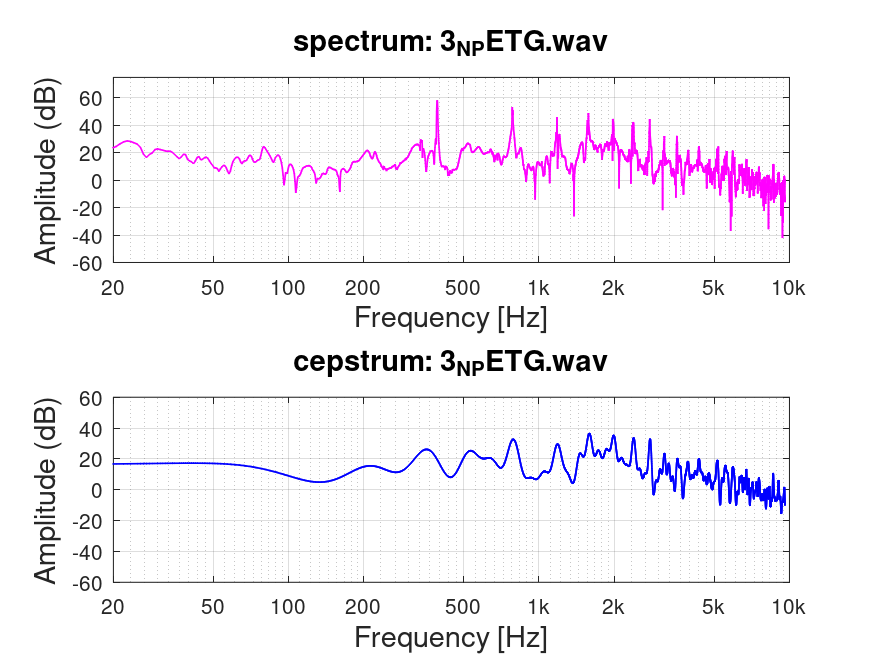 spectrum: 3NPETG.wav
Amplitude (dB)
60
40
20
0
-20
-40
-60
20 50 100 200 500 1k 2k 5k 10k
Frequency [Hz]
cepstrum: 3NPETG.wav
Amplitude (dB)
60
40
20
0
-20
-40
-60
20 50 100 200 500 1k 2k 5k 10k
Frequency [Hz]